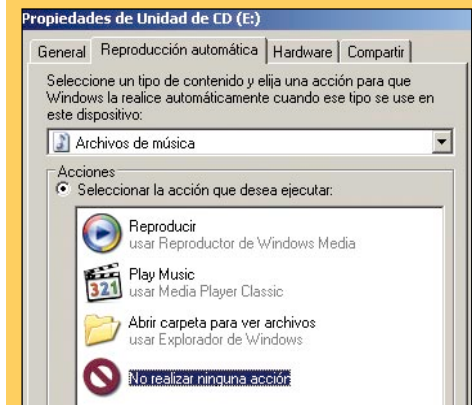 Propiedades de Unidad de CD (E:)
General Reproducción automática Hardware Compartir
Seleccione un tipo de contenido y elija una acción para que
Windows la realice automáticamente cuando ese tipo se use en
este dispositivo:
Archivos de música
Acciones
Seleccionar la acción que desea ejecutar:
Reproducir
usar Reproductor de Windows Media
321
Play Music
usar Media Player Classic
Abrir carpeta para ver archivos
usar Explorador de Windows
No realizar ninguna acción